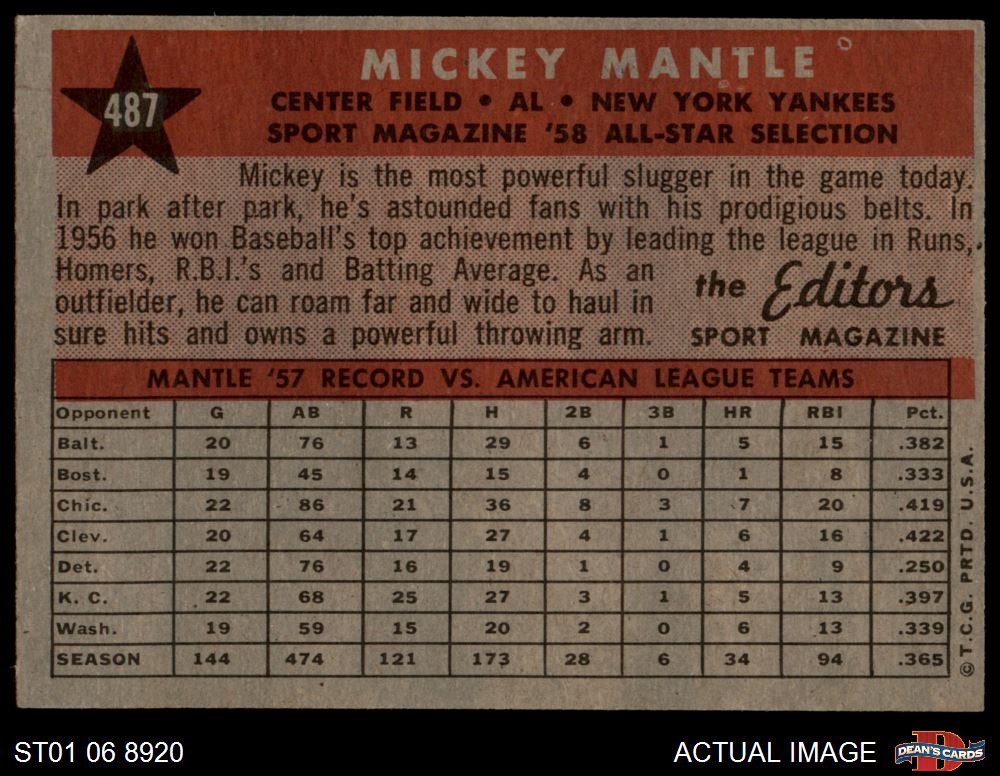 487
MICKEY MANTLE
CENTER FIELD • AL • NEW YORK YANKEES
SPORT MAGAZINE '58 ALL-STAR SELECTION
Mickey is the most powerful slugger in the game today.
In park after park, he's astounded fans with his prodigious belts. In
1956 he won Baseball's top achievement by leading the league in Runs,
Homers, R.B.I.'s and Batting Average. As an
outfielder, he can roam far and wide to haul in
sure hits and owns a powerful throwing arm.
the Editors
SPORT MAGAZINE
MANTLE '57 RECORD VS. AMERICAN LEAGUE TEAMS
Opponent G AB R H 2B 3B HR RBI Pct.
Balt. 20 76 13 29 6 1 5 15 .382
Bost. 19 45 14 15 4 0 1 8 .333
Chic. 22 86 21 36 8 3 7 20 .419
Clev. 20 64 17 27 4 1 6 16 .422
Det. 22 76 16 19 1 0 4 9 .250
K. C. 22 68 25 27 3 1 5 13 .397
Wash. 19 59 15 20 2 0 6 13 .339
SEASON 144 474 121 173 28 6 34 94 .365
©T.C.G. PRTD. U.S.A.
ST01 06 8920
ACTUAL IMAGE
D
DEAN'S CARDS